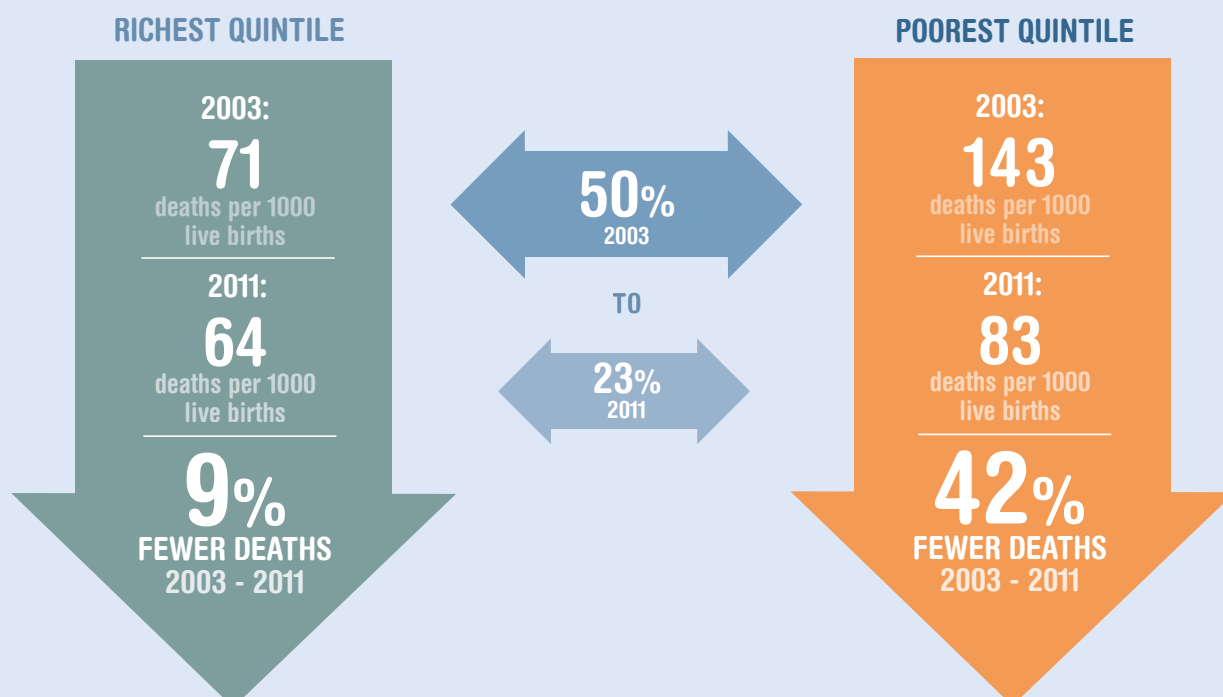 RICHEST QUINTILE
2003:
71
deaths per 1000
live births
2011:
64
deaths per 1000
live births
9%
FEWER DEATHS
2003 - 2011
50%
2003
TO
23%
2011
POOREST QUINTILE
2003:
143
deaths per 1000
live births
2011:
83
deaths per 1000
live births
42%
FEWER DEATHS
2003 - 2011